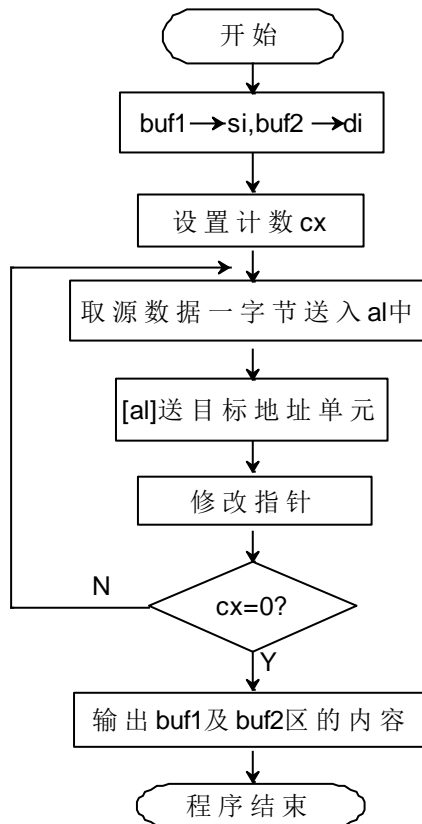 开始
buf1→si,buf2→di
设置计数cx
取源数据一字节送入al中
[al]送目标地址单元
修改指针
N
cx=0?
Y
输出buf1及buf2区的内容
程序结束